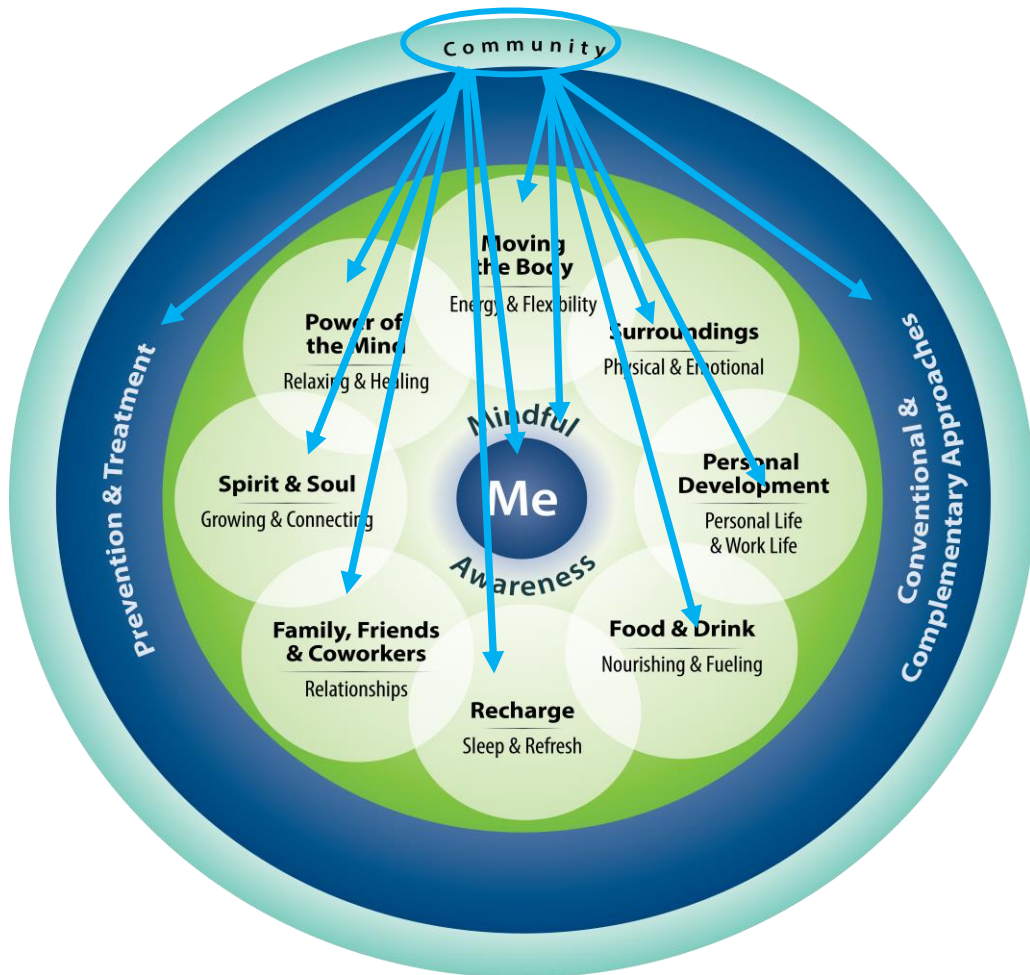 Community
Moving
the Body
Energy & Flexibility
Power of
the Mind
Relaxing & Healing
Surroundings
Physical & Emotional
Prevention & Treatment
Conventional &
Complementary Approaches
Mindful
Me
Awareness
Spirit & Soul
Growing & Connecting
Personal
Development
Personal Life
& Work Life
Family, Friends
& Coworkers
Relationships
Food & Drink
Nourishing & Fueling
Recharge
Sleep & Refresh